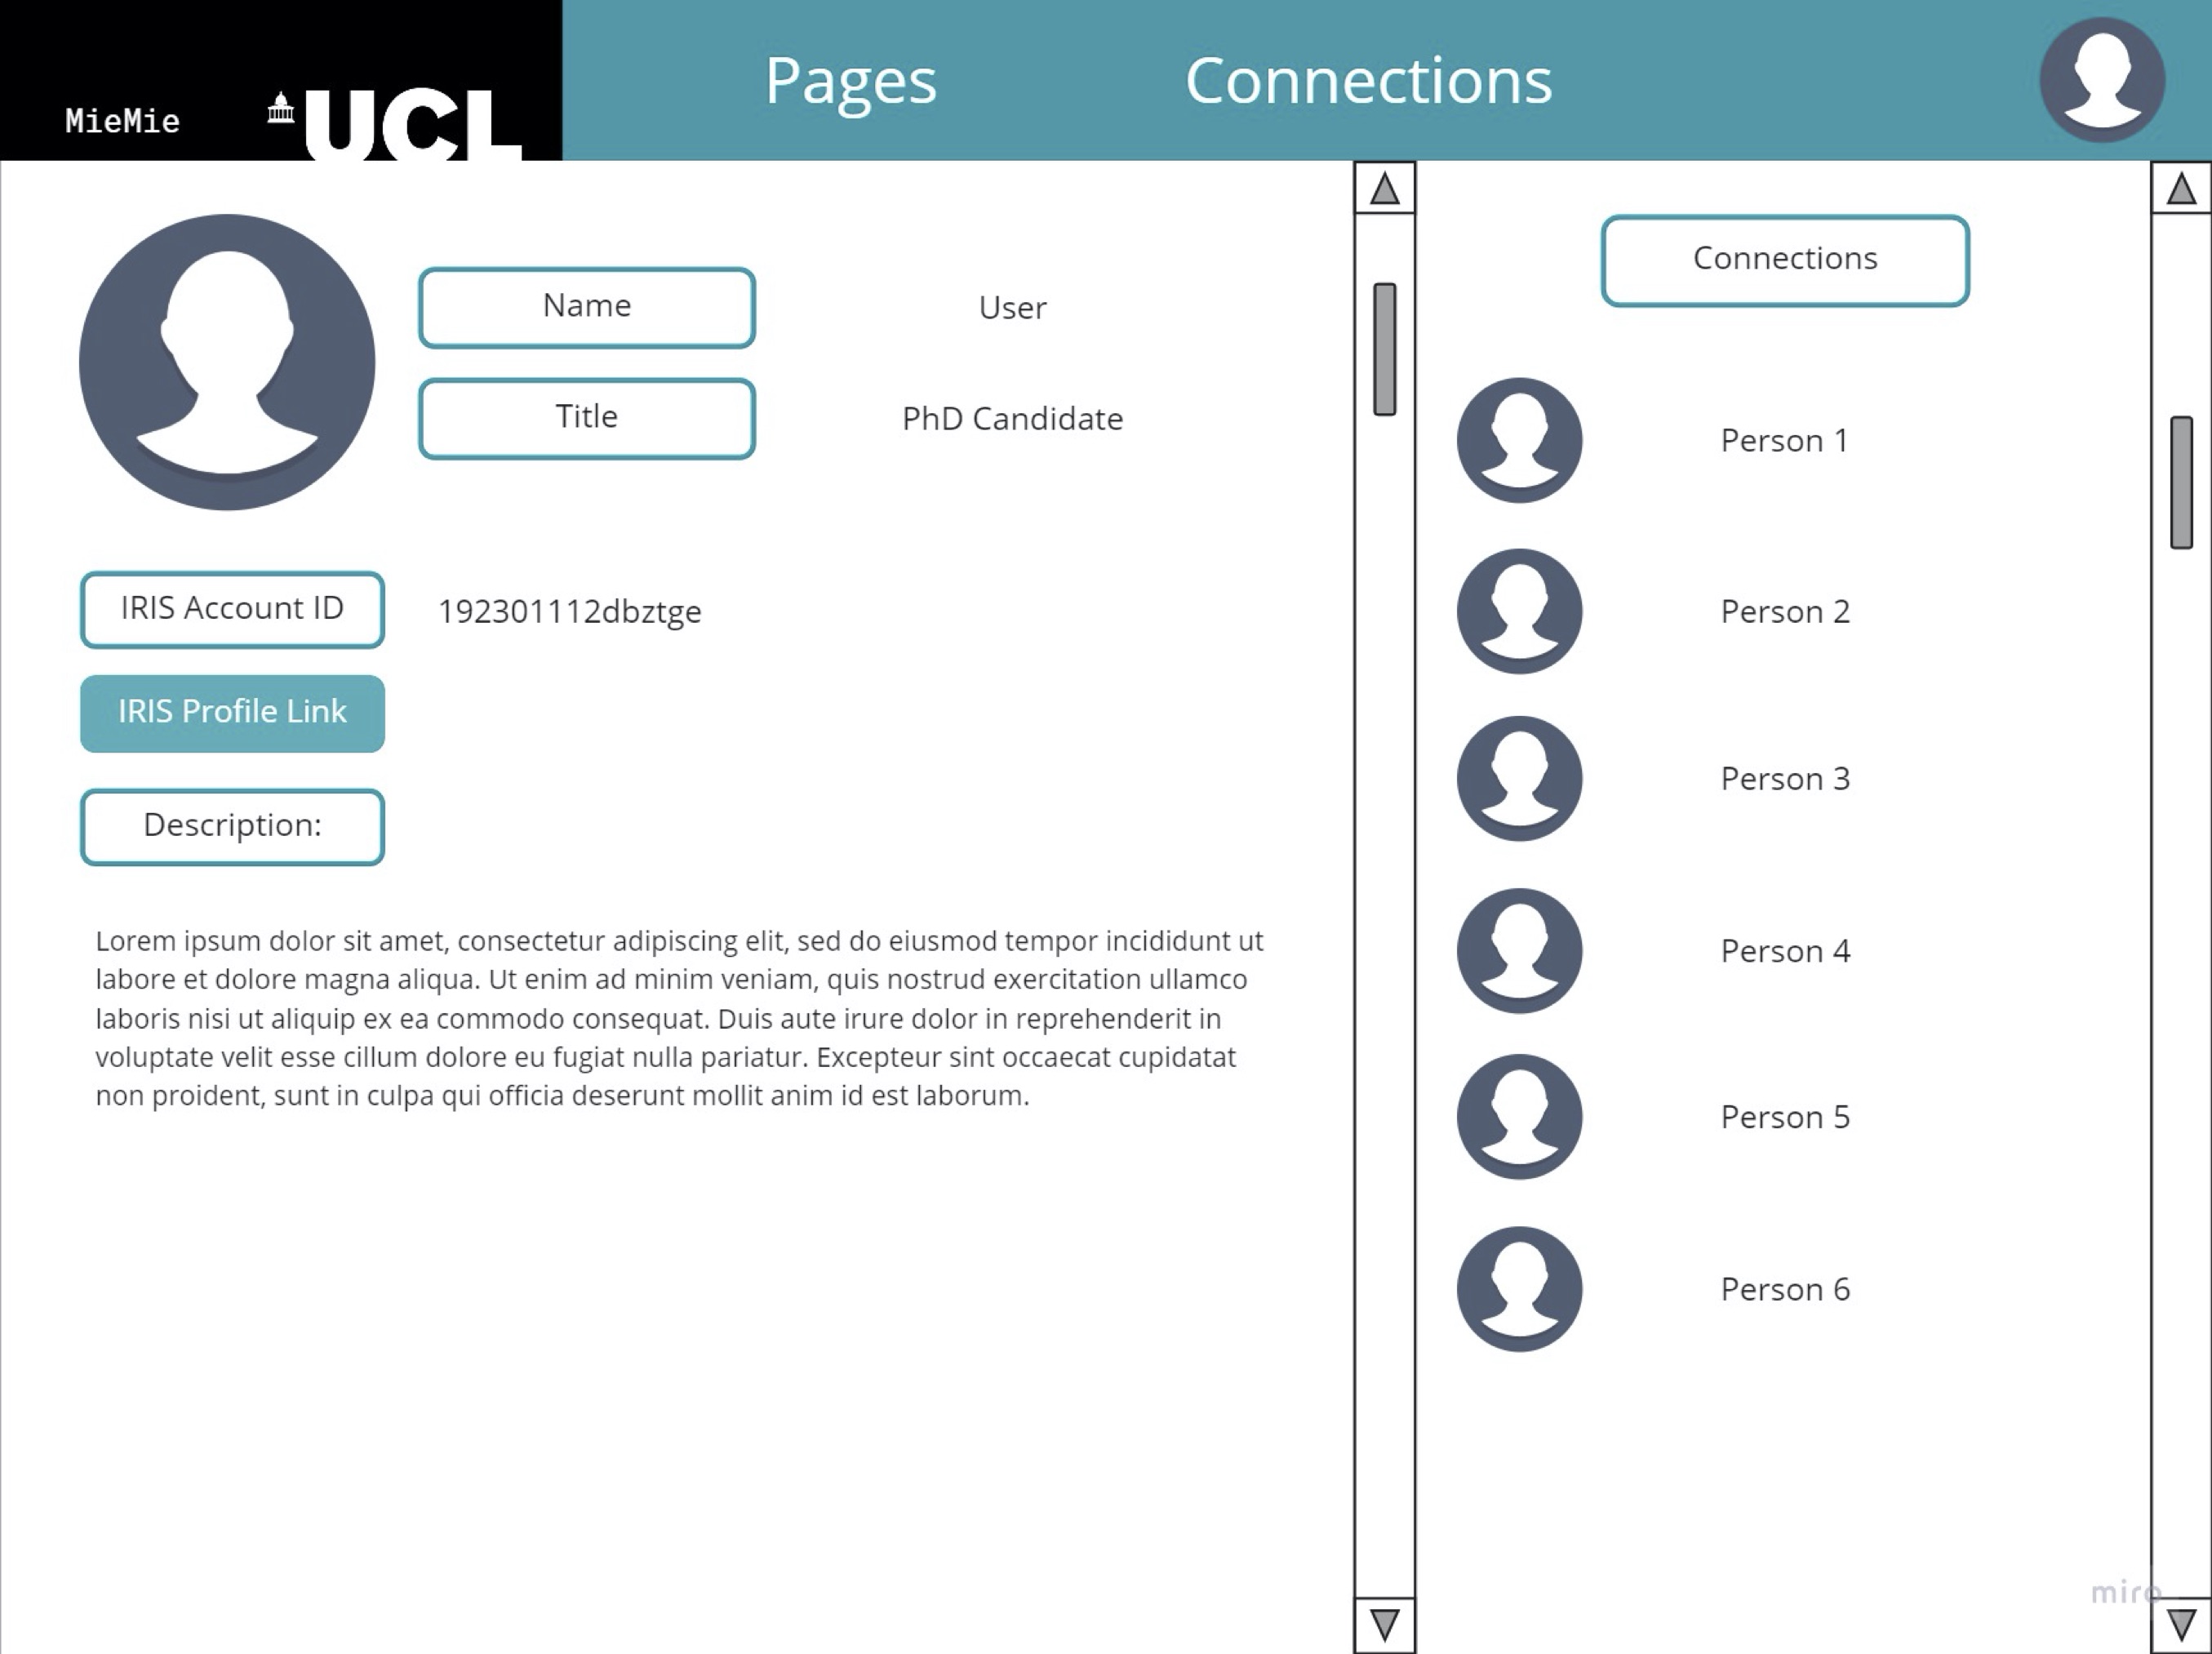 MieMie
UCL
Pages
Connections
Name
User
Title
PhD Candidate
IRIS Account ID
192301112dbztge
IRIS Profile Link
Description:
Lorem ipsum dolor sit amet, consectetur adipiscing elit, sed do eiusmod tempor incididunt ut
labore et dolore magna aliqua. Ut enim ad minim veniam, quis nostrud exercitation ullamco
laboris nisi ut aliquip ex ea commodo consequat. Duis aute irure dolor in reprehenderit in
voluptate velit esse cillum dolore eu fugiat nulla pariatur. Excepteur sint occaecat cupidatat
non proident, sunt in culpa qui officia deserunt mollit anim id est laborum.
Connections
Person 1
Person 2
Person 3
Person 4
Person 5
Person 6
miro